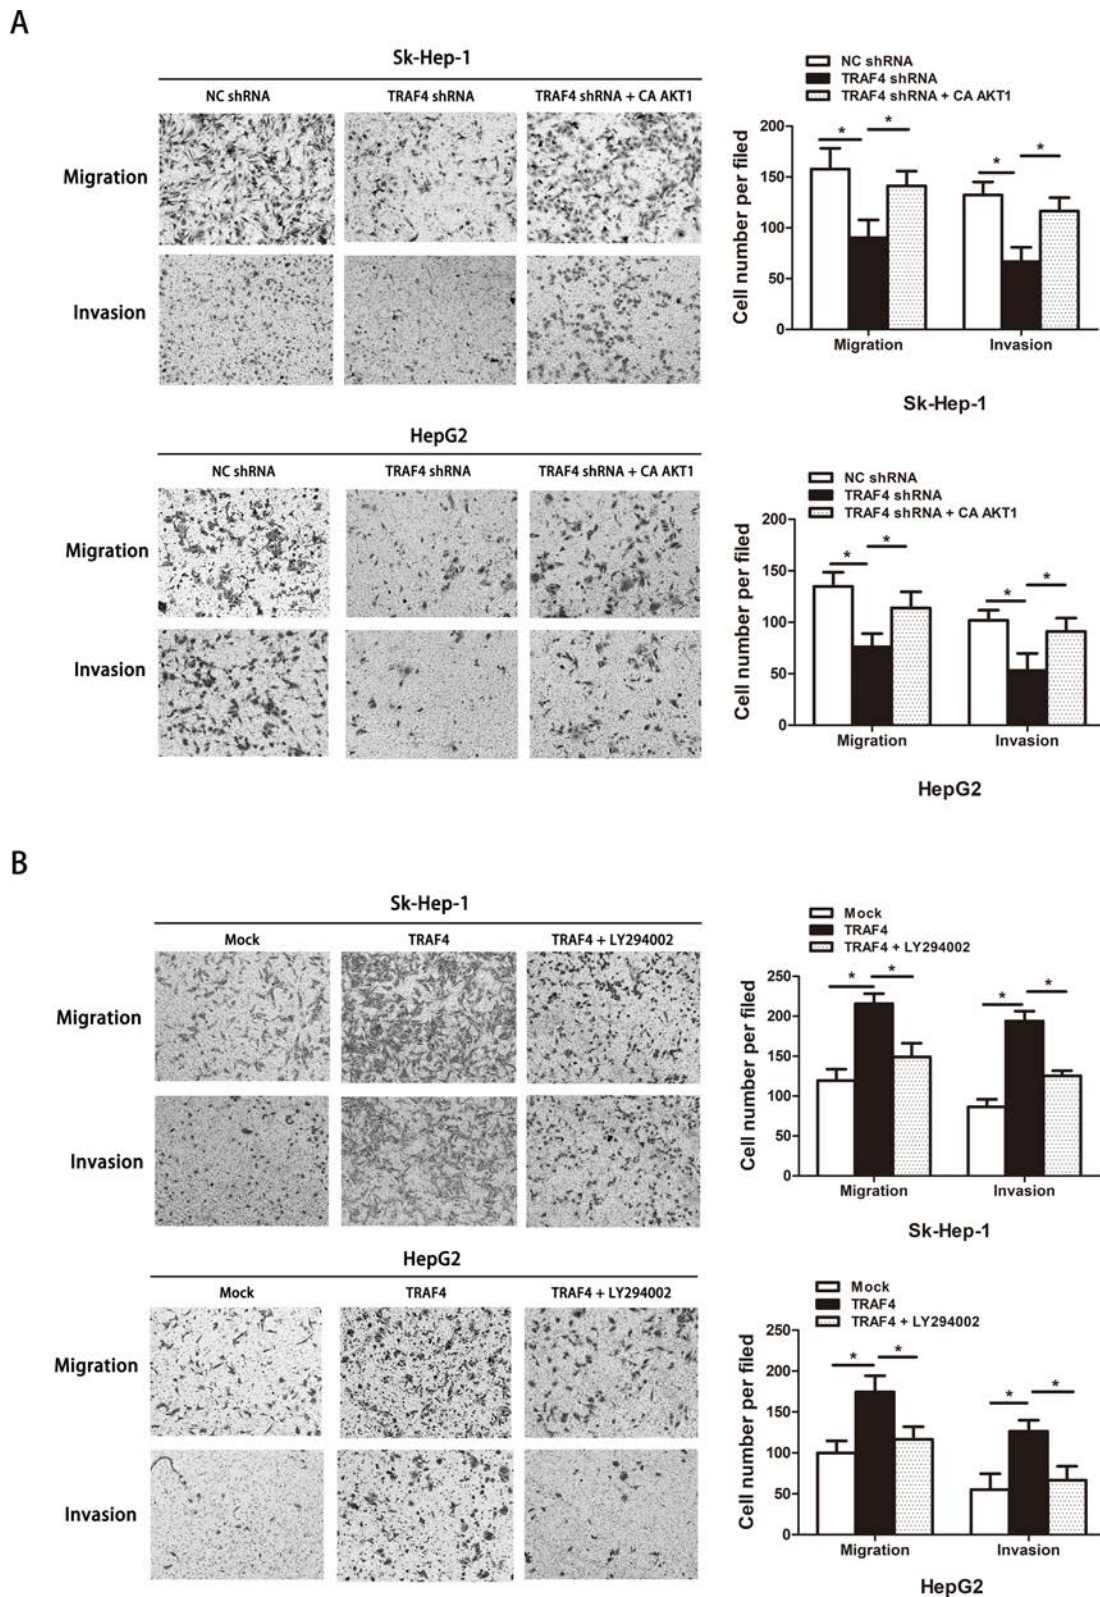 A
Sk-Hep-1
NC shRNA TRAF4 shRNA TRAF4 shRNA + CA AKT1
Migration
Invasion
NC shRNA
TRAF4 shRNA
TRAF4 shRNA + CA AKT1
Cell number per filed
200
150
100
50
0
* * * *
Migration Invasion
Sk-Hep-1
HepG2
NC shRNA TRAF4 shRNA TRAF4 shRNA + CA AKT1
Migration
Invasion
NC shRNA
TRAF4 shRNA
TRAF4 shRNA + CA AKT1
Cell number per filed
200
150
100
50
0
* * * *
Migration Invasion
HepG2
B
Sk-Hep-1
Mock TRAF4 TRAF4 + LY294002
Migration
Invasion
Mock
TRAF4
TRAF4 + LY294002
Cell number per filed
250
200
150
100
50
0
* * * *
Migration Invasion
Sk-Hep-1
HepG2
Mock TRAF4 TRAF4 + LY294002
Migration
Invasion
Mock
TRAF4
TRAF4 + LY294002
Cell number per filed
250
200
150
100
50
0
* * * *
Migration Invasion
HepG2